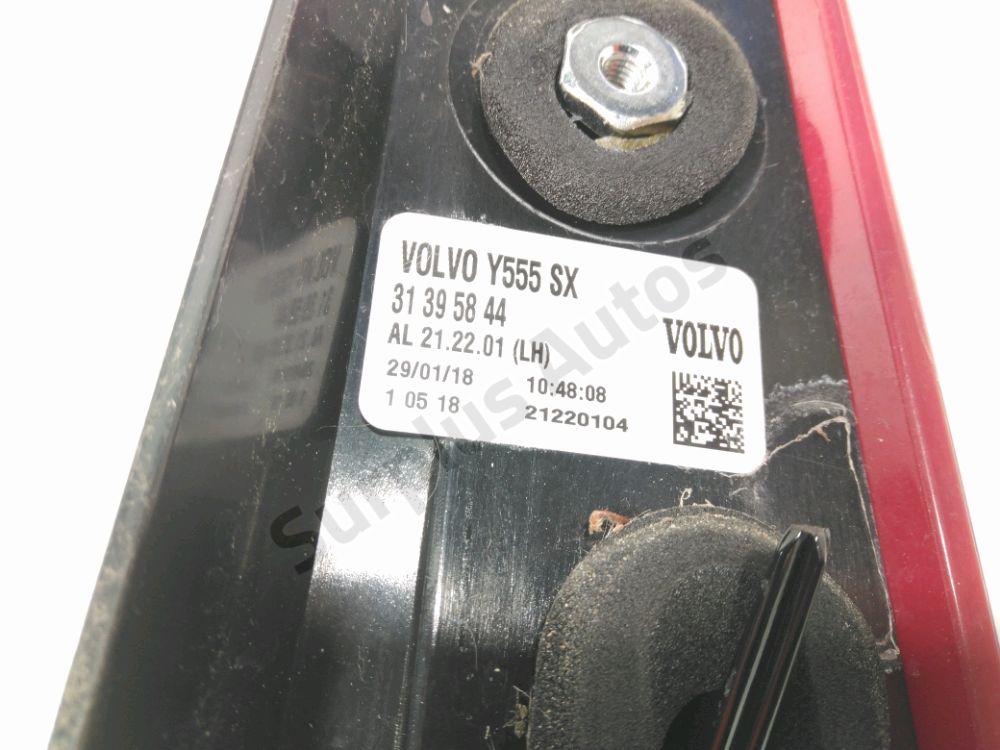 VOLVO Y555 SX
31 39 58 44
AL 21.22.01 (LH)
VOLVO
29/01/18 10:48:08
1 05 18 21220104
Surplus Autos